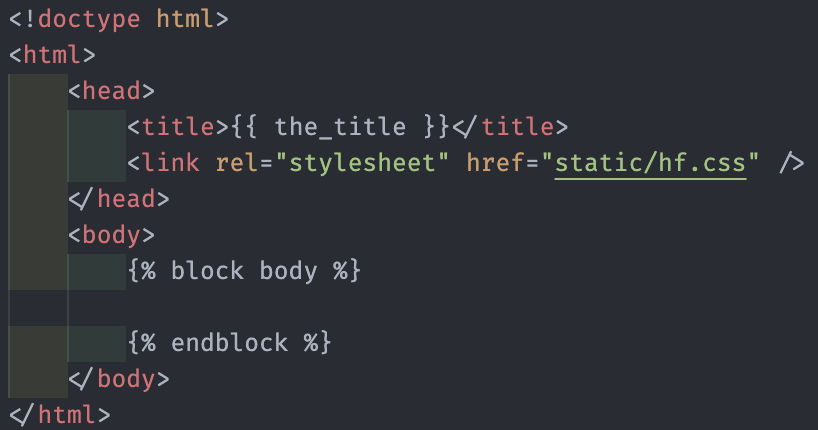 <!doctype html>
<html>
    <head>
        <title>{{ the_title }}</title>
        <link rel="stylesheet" href="static/hf.css" />
    </head>
    <body>
        {% block body %}

        {% endblock %}
    </body>
</html>